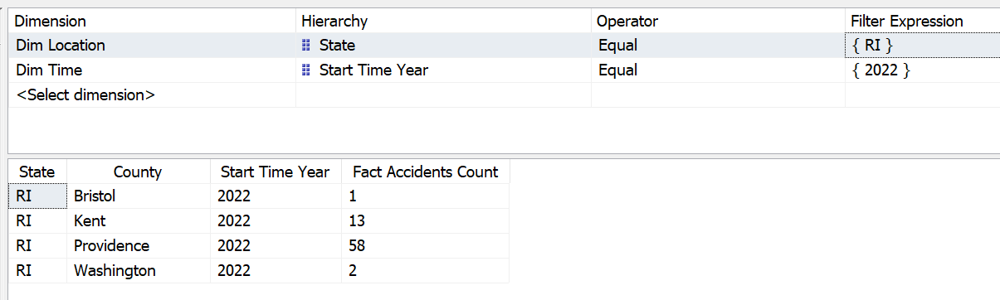 Dimension Hierarchy Operator Filter Expression
Dim Location State Equal { RI }
Dim Time Start Time Year Equal { 2022 }
<Select dimension>
State County Start Time Year Fact Accidents Count
RI Bristol 2022 1
RI Kent 2022 13
RI Providence 2022 58
RI Washington 2022 2